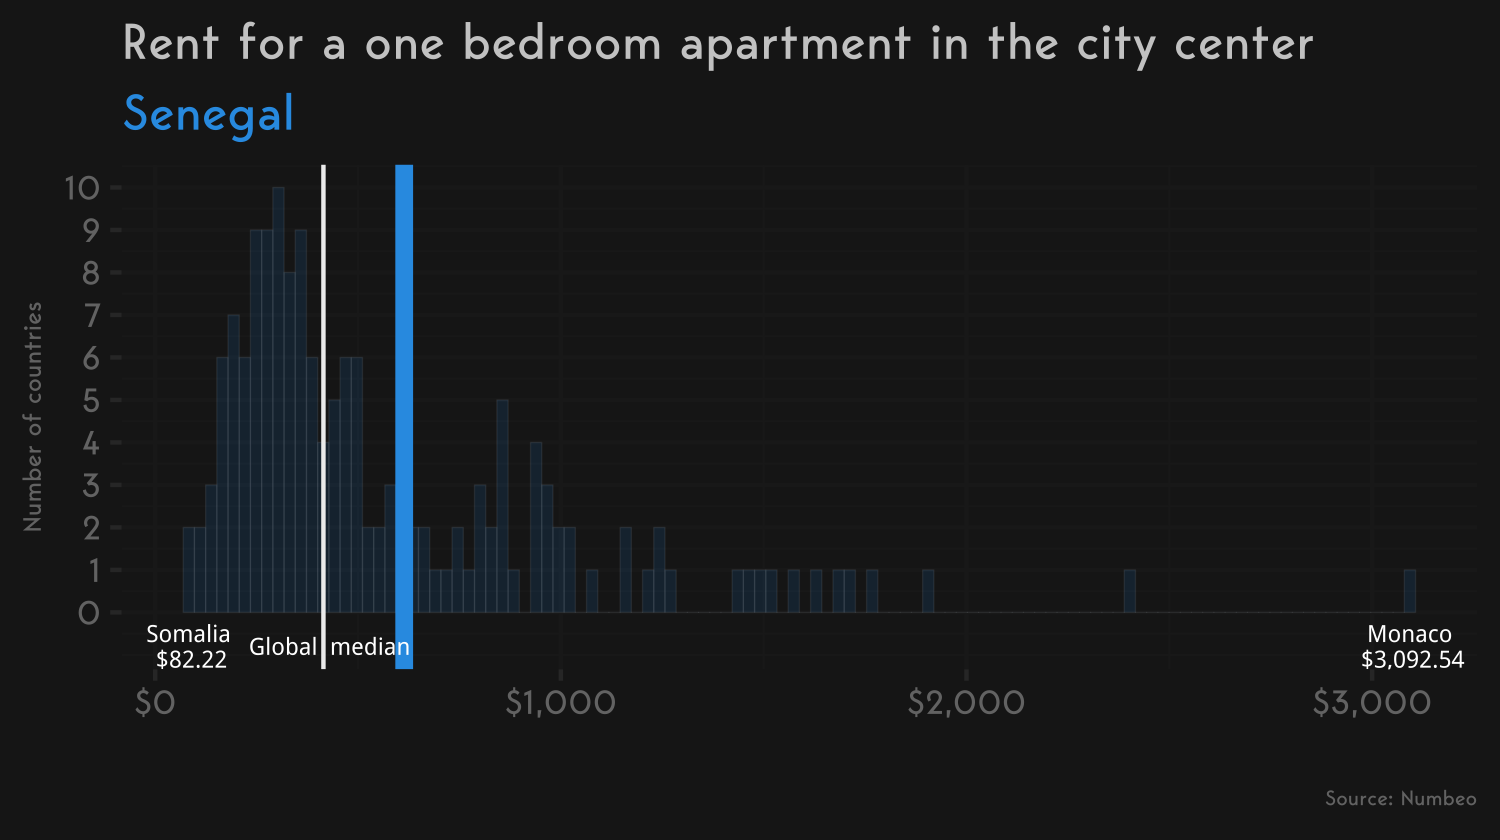 Rent for a one bedroom apartment in the city center
Senegal
Number of countries
10
9
8
7
6
5
4
3
2
1
0
Somalia
$82.22
Global median
Monaco
$3,092.54
$0 $1,000 $2,000 $3,000
Source: Numbeo